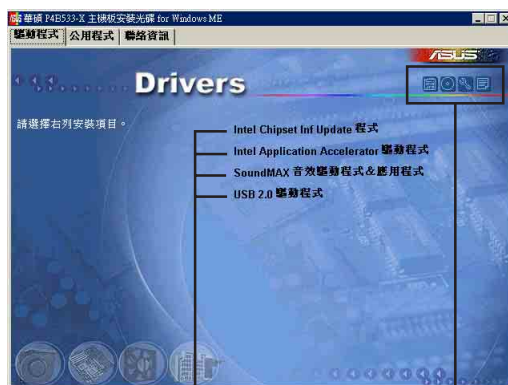 華碩 P4B533-X 主機板安裝光碟 for Windows ME
驅動程式 公用程式 聯絡資訊
ASUS
Drivers
請選擇右列安裝項目。
Intel Chipset Inf Update 程式
Intel Application Accelerator 驅動程式
SoundMAX 音效驅動程式&應用程式
USB 2.0 驅動程式